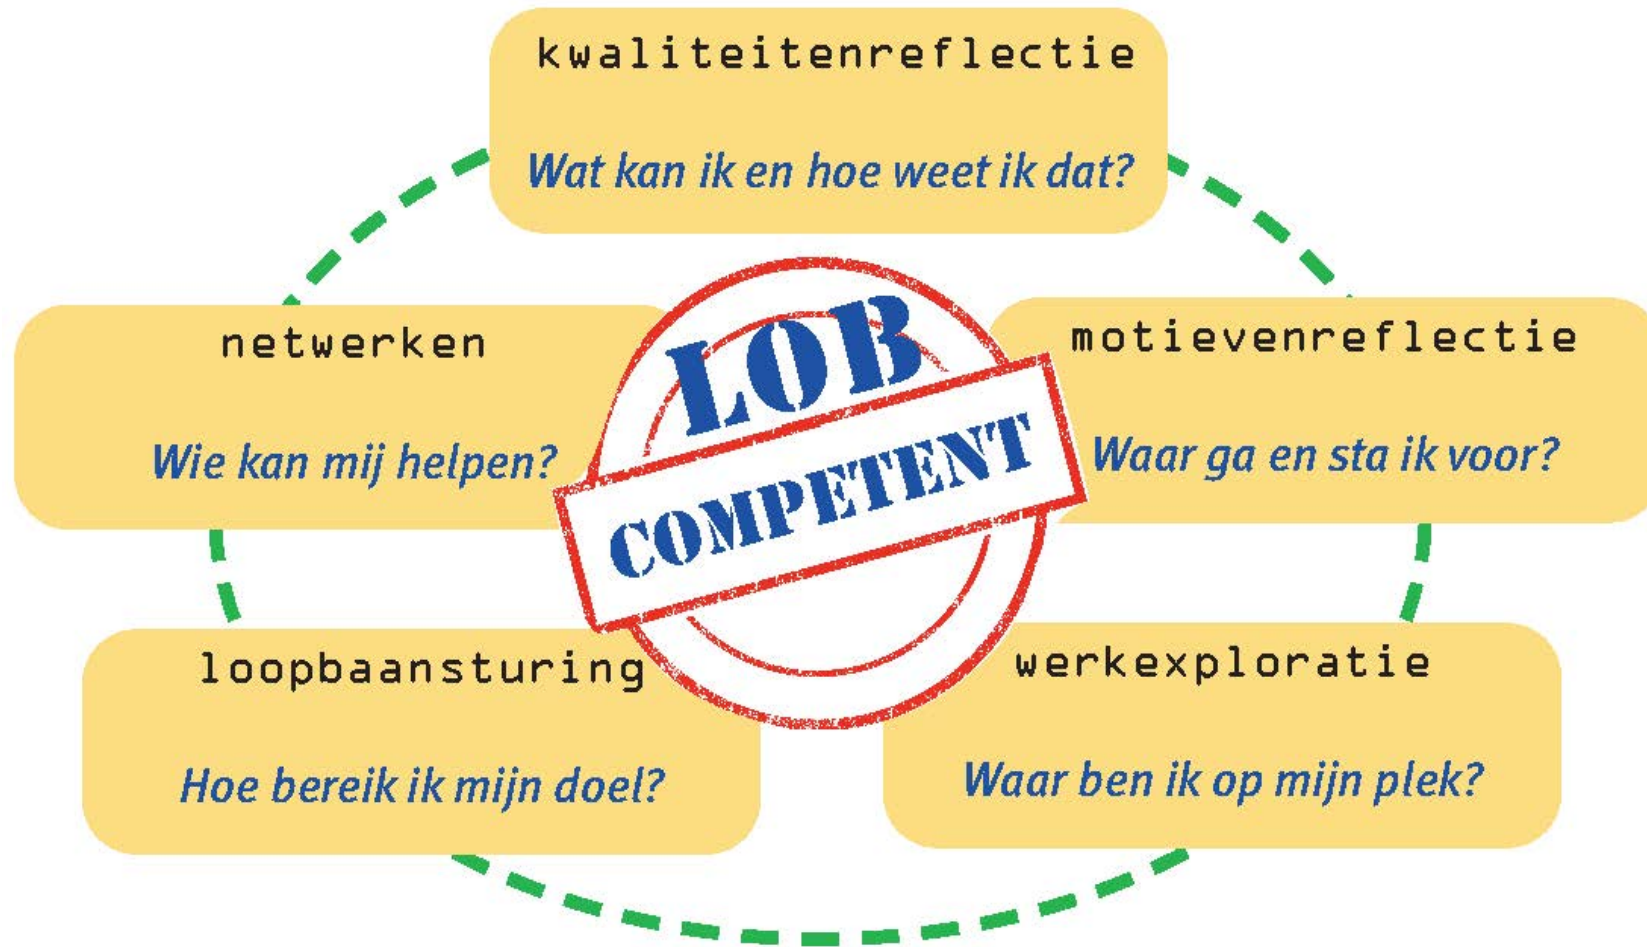 kwaliteitenreflectie
Wat kan ik en hoe weet ik dat?
netwerken
Wie kan mij helpen?
LOB
COMPETENT
motievenreflectie
Waar ga en sta ik voor?
loopbaansturing
Hoe bereik ik mijn doel?
werkexploratie
Waar ben ik op mijn plek?